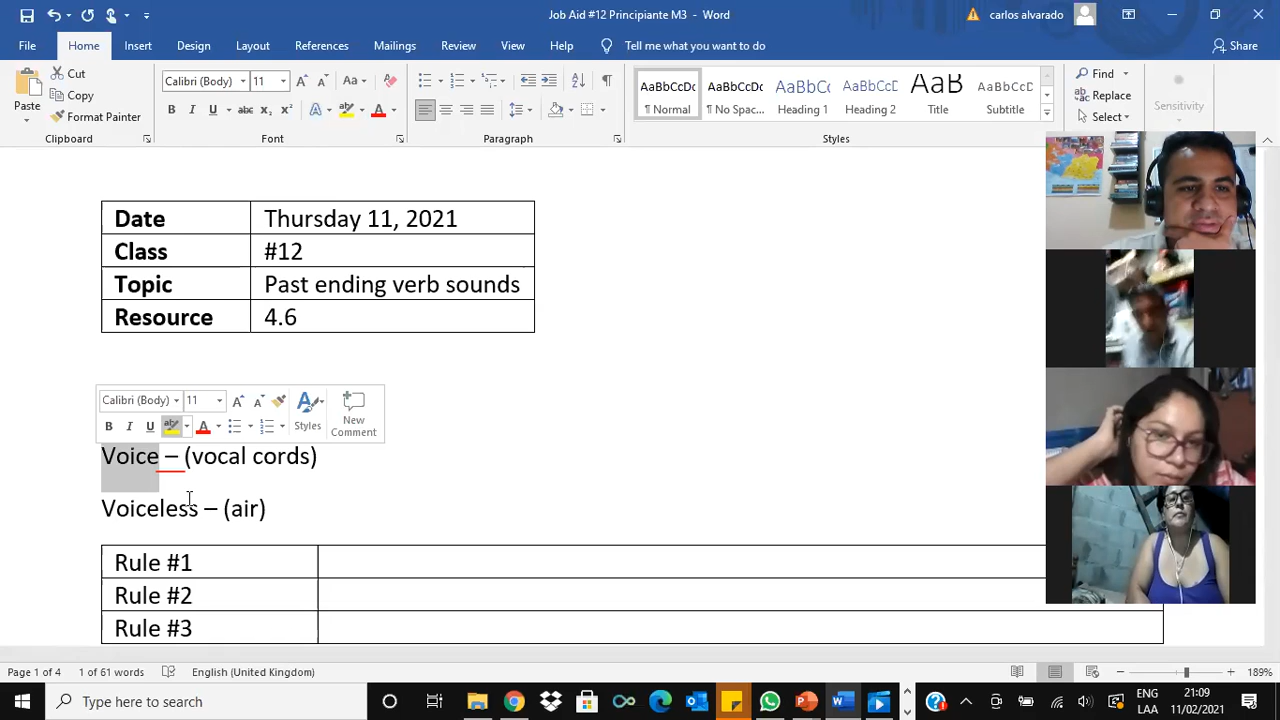 Job Aid #12 Principiante M3 - Word
carlos alvarado
File Home Insert Design Layout References Mailings Review View Help Tell me what you want to do Share
Cut
Copy
Format Painter
Paste
Clipboard
Calibri (Body) 11
Font
Paragraph
AaBbCcDc AaBbCcDc AaBbCc AaBbCcD AaB AaBbCcD
¶ Normal ¶ No Spac... Heading 1 Heading 2 Title Subtitle
Styles
Find
Replace
Select
Sensitivity
Date Thursday 11, 2021
Class #12
Topic Past ending verb sounds
Resource 4.6
Calibri (Body) 11
Styles
New
Comment
Voice – (vocal cords)
Voiceless – (air)
Rule #1
Rule #2
Rule #3
Page 1 of 4 1 of 61 words English (United Kingdom) 189%
Type here to search
ENG
LAA
21:09
11/02/2021